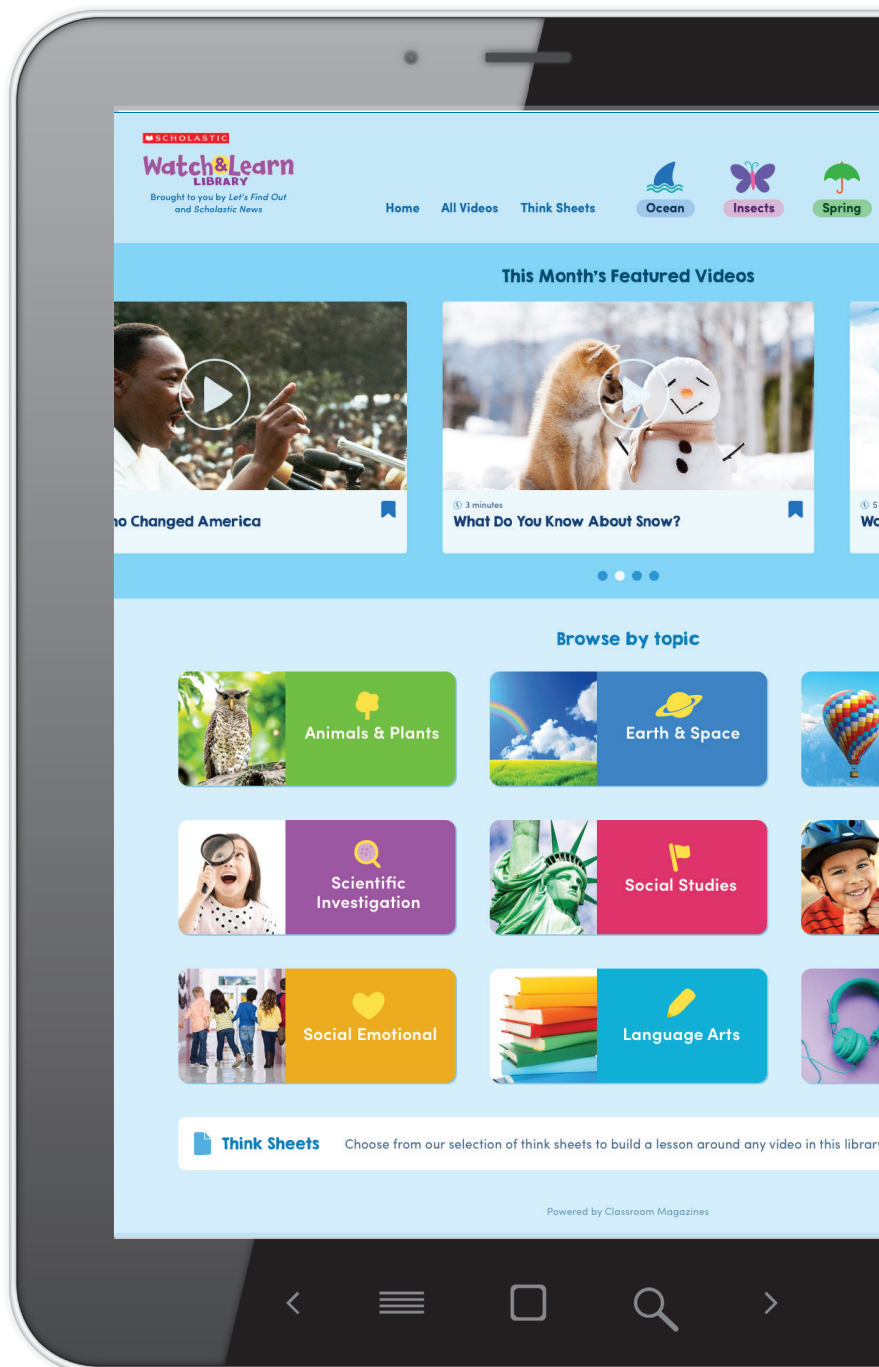 SCHOLASTIC
Watch&Learn
LIBRARY
Brought to you by Let's Find Out
and Scholastic News
Home All Videos Think Sheets Ocean Insects Spring
This Month's Featured Videos
3 minutes
5
ho Changed America
What Do You Know About Snow?
Browse by topic
Animals & Plants
Earth & Space
Scientific
Investigation
Social Studies
Social Emotional
Language Arts
Think Sheets Choose from our selection of think sheets to build a lesson around any video in this library
Powered by Classroom Magazines